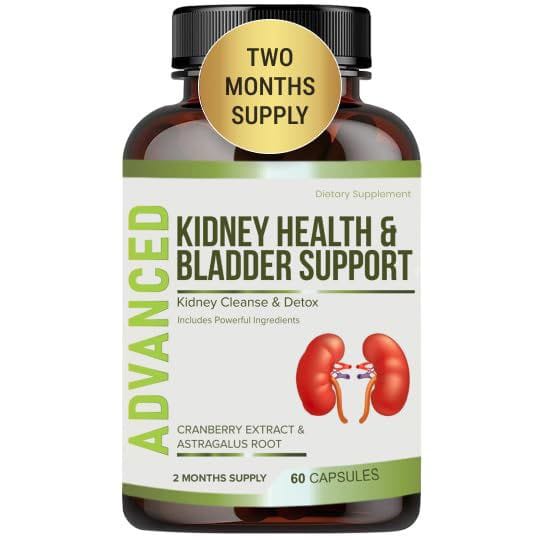 TWO
MONTHS
SUPPLY
Dietary Supplement
ADVANCED
KIDNEY HEALTH &
BLADDER SUPPORT
Kidney Cleanse & Detox
Includes Powerful Ingredients
CRANBERRY EXTRACT &
ASTRAGALUS ROOT
2 MONTHS SUPPLY
60 CAPSULES